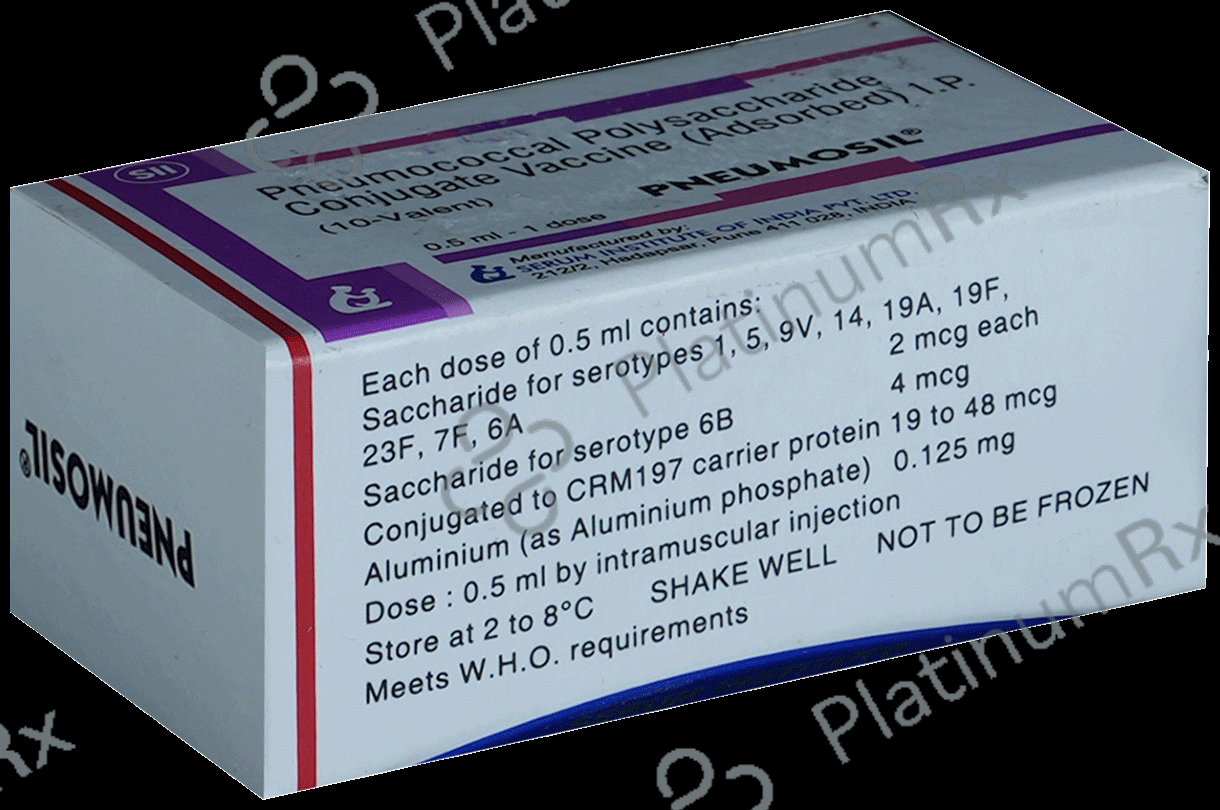 SII
Pneumococcal Polysaccharide
Conjugate Vaccine (Adsorbed) I.P.
(10-Valent)
PNEUMOSIL®
0.5 ml - 1 dose
Manufactured by:
SERUM INSTITUTE OF INDIA PVT. LTD.
212/2, Hadapsar, Pune 411 028, INDIA
Each dose of 0.5 ml contains:
Saccharide for serotypes 1, 5, 9V, 14, 19A, 19F,
23F, 7F, 6A 2 mcg each
Saccharide for serotype 6B 4 mcg
Conjugated to CRM197 carrier protein 19 to 48 mcg
Aluminium (as Aluminium phosphate) 0.125 mg
Dose : 0.5 ml by intramuscular injection
Store at 2 to 8°C SHAKE WELL NOT TO BE FROZEN
Meets W.H.O. requirements
PNEUMOSIL®
Plat
PlatinumRx
PlatinumRx
Rx